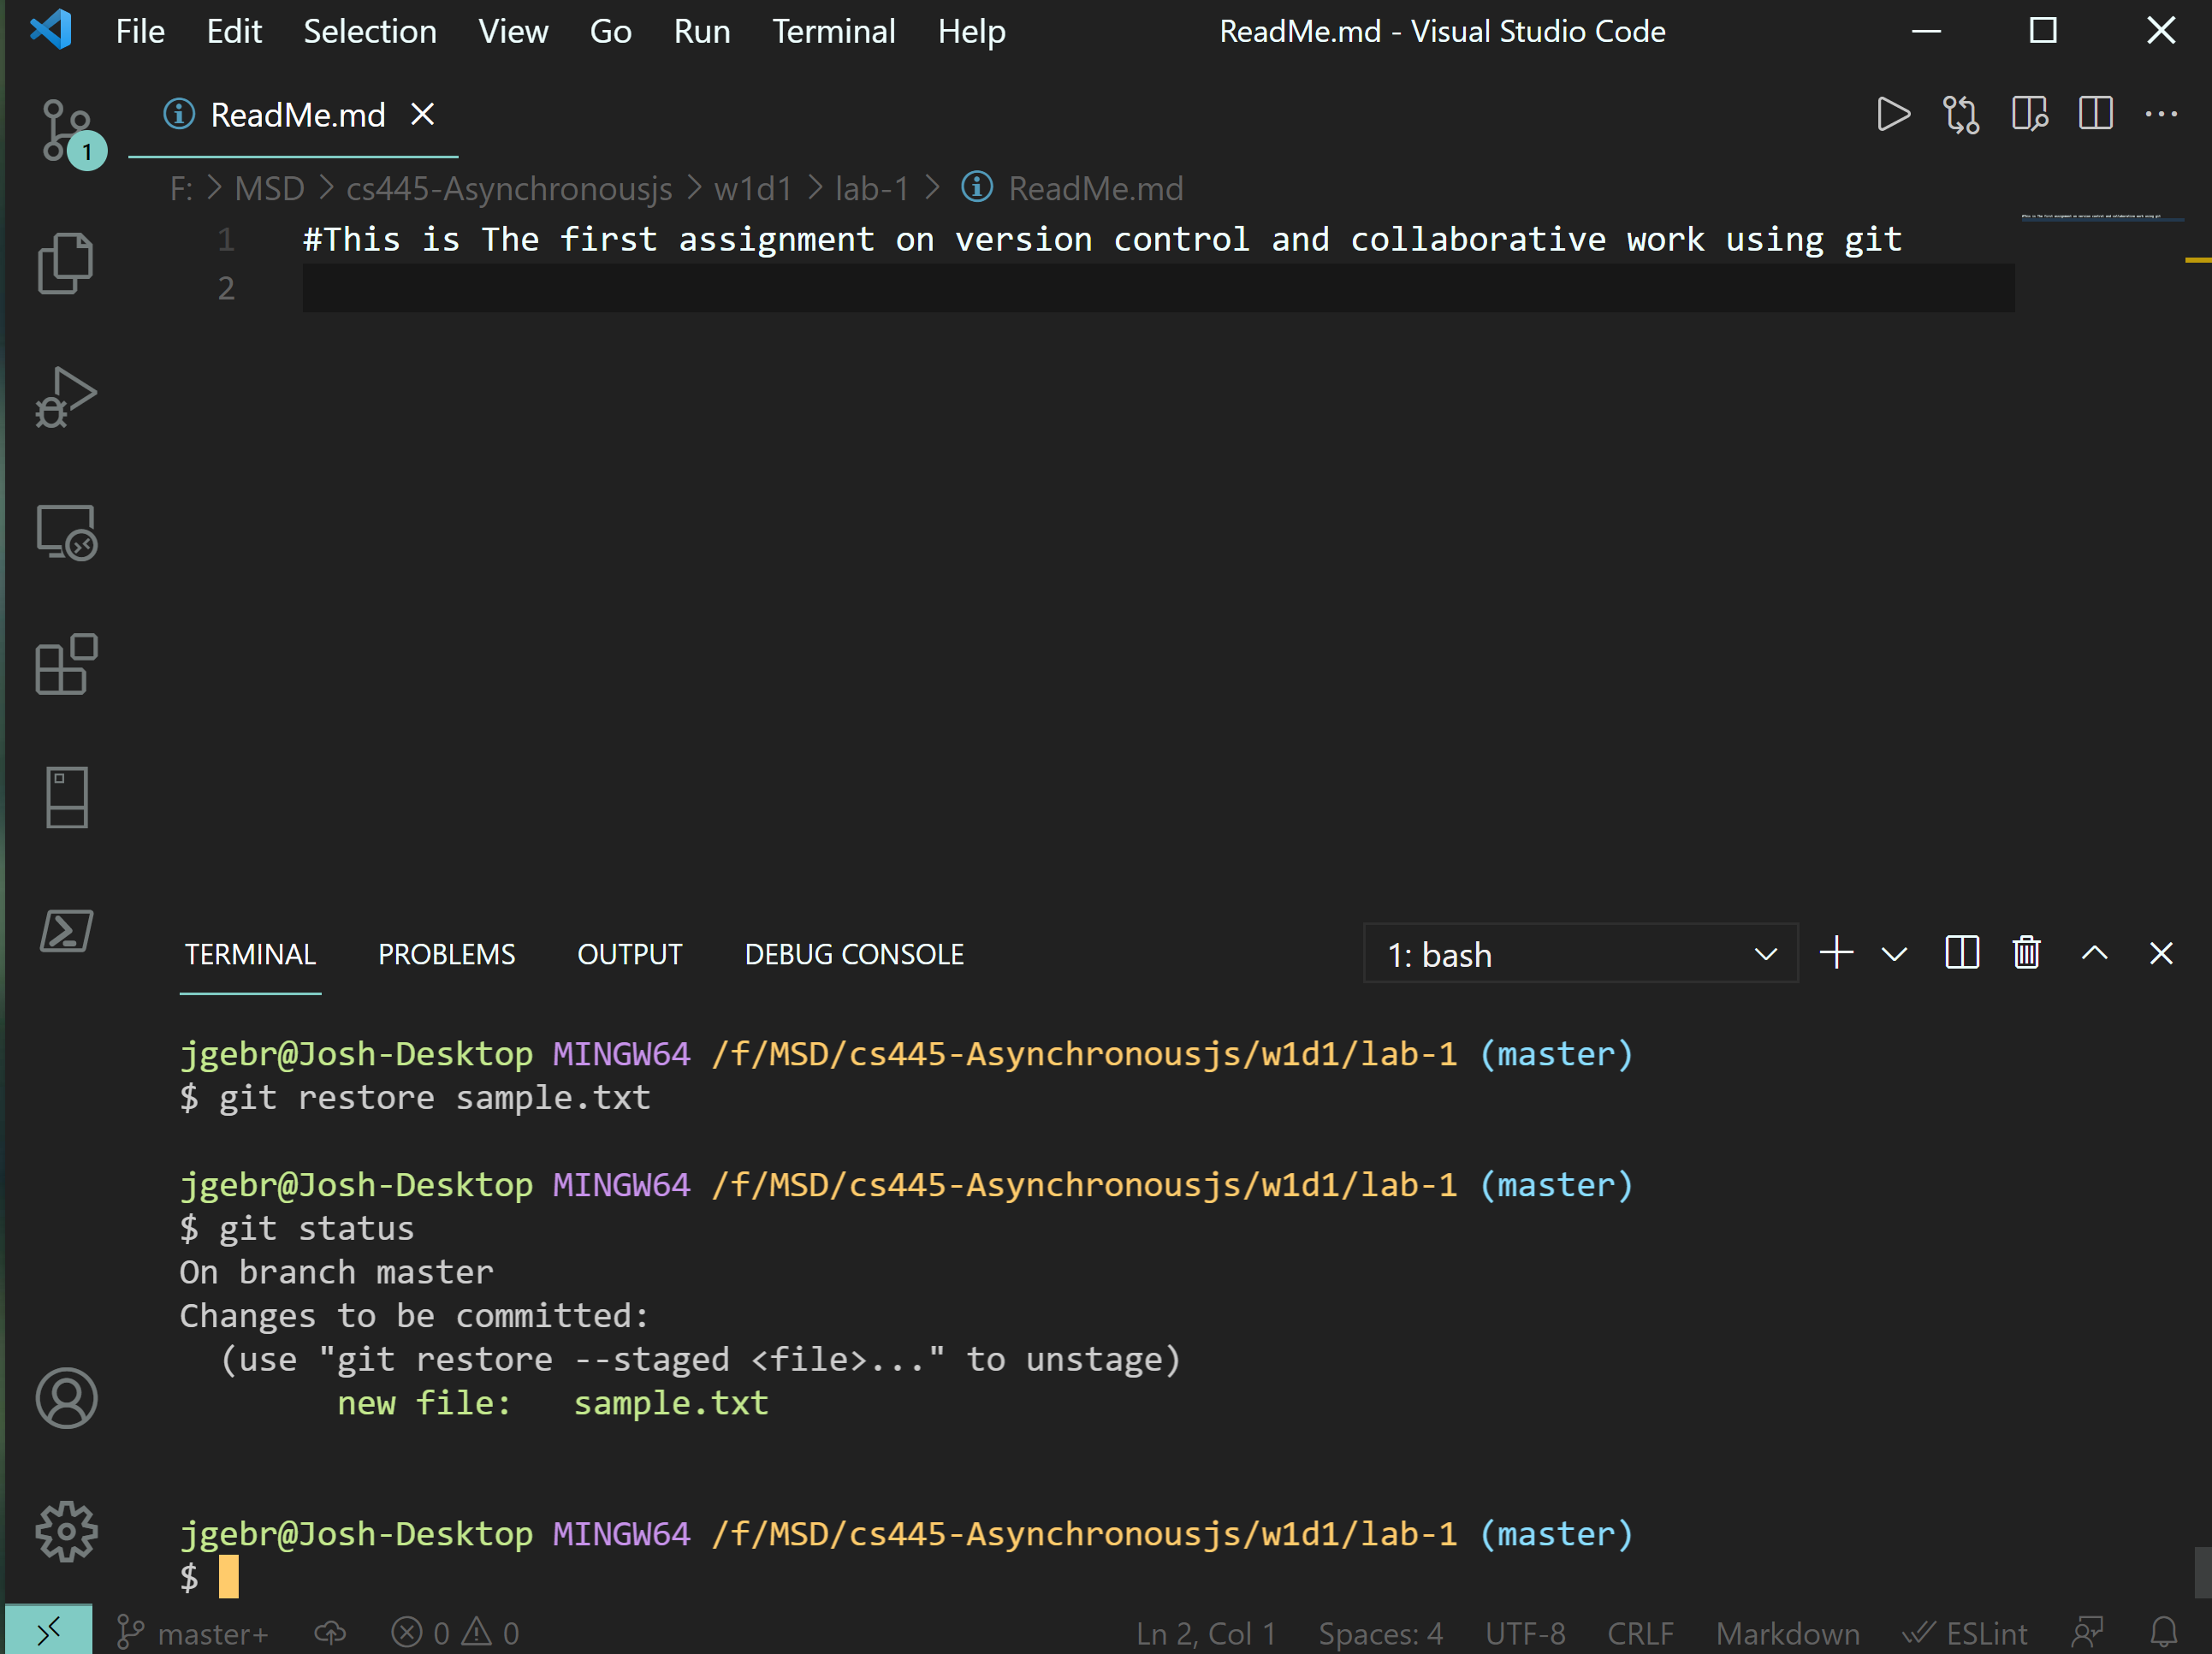 File Edit Selection View Go Run Terminal Help ReadMe.md - Visual Studio Code
ReadMe.md
1
F: > MSD > cs445-Asynchronousjs > w1d1 > lab-1 > ReadMe.md
1 #This is The first assignment on version control and collaborative work using git
2
TERMINAL PROBLEMS OUTPUT DEBUG CONSOLE 1: bash
jgebr@Josh-Desktop MINGW64 /f/MSD/cs445-Asynchronousjs/w1d1/lab-1 (master)
$ git restore sample.txt
jgebr@Josh-Desktop MINGW64 /f/MSD/cs445-Asynchronousjs/w1d1/lab-1 (master)
$ git status
On branch master
Changes to be committed:
(use "git restore --staged <file>..." to unstage)
new file: sample.txt
jgebr@Josh-Desktop MINGW64 /f/MSD/cs445-Asynchronousjs/w1d1/lab-1 (master)
$
master+ 0 0 Ln 2, Col 1 Spaces: 4 UTF-8 CRLF Markdown ESLint